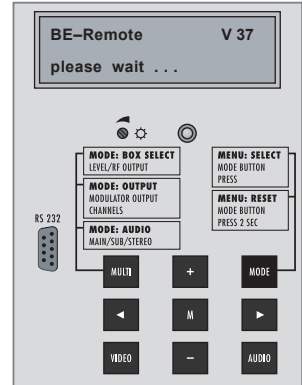 BE–Remote V 37
please wait . . .
MODE: BOX SELECT
LEVEL/RF OUTPUT
MODE: OUTPUT
MODULATOR OUTPUT
CHANNELS
MODE: AUDIO
MAIN/SUB/STEREO
MENU: SELECT
MODE BUTTON
PRESS
MENU: RESET
MODE BUTTON
PRESS 2 SEC
RS 232
MULTI + MODE
◄ M ►
VIDEO – AUDIO